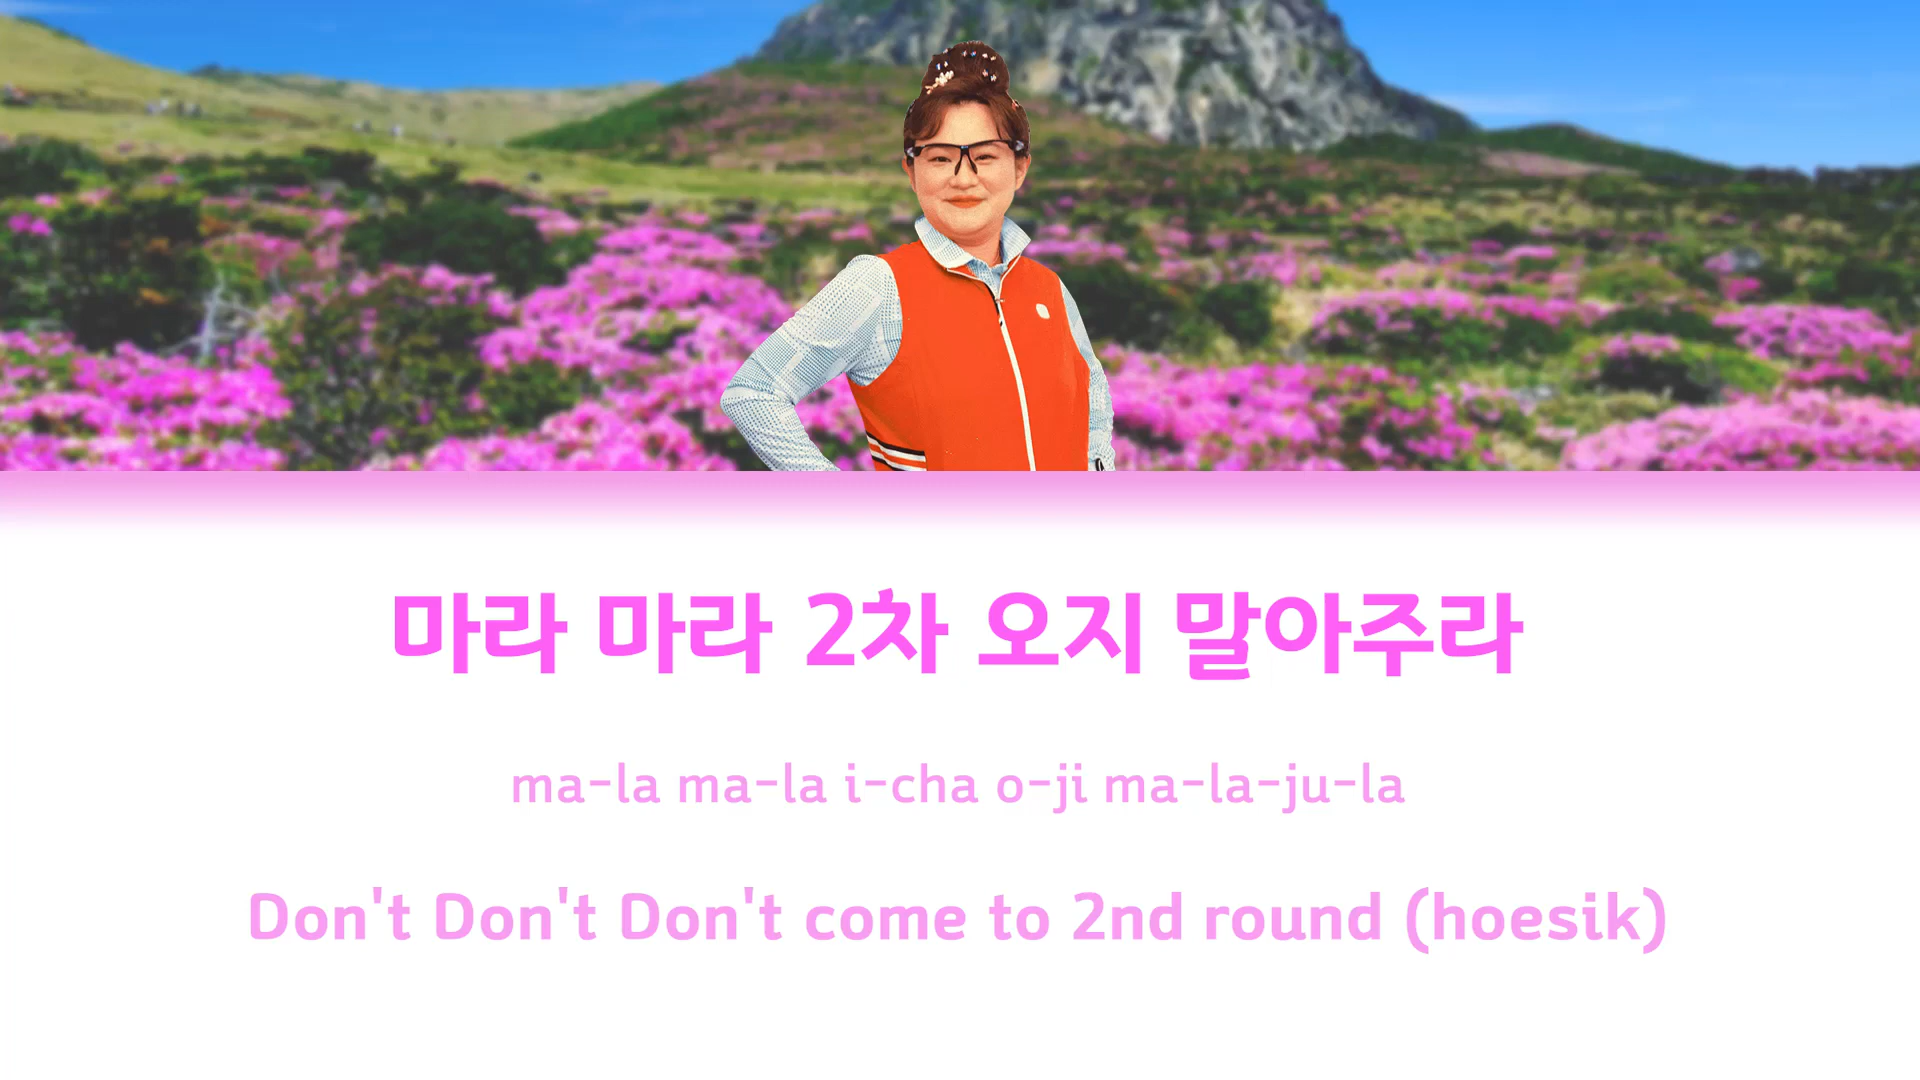 마라 마라 2차 오지 말아주라
ma-la ma-la i-cha o-ji ma-la-ju-la
Don't Don't Don't come to 2nd round (hoesik)